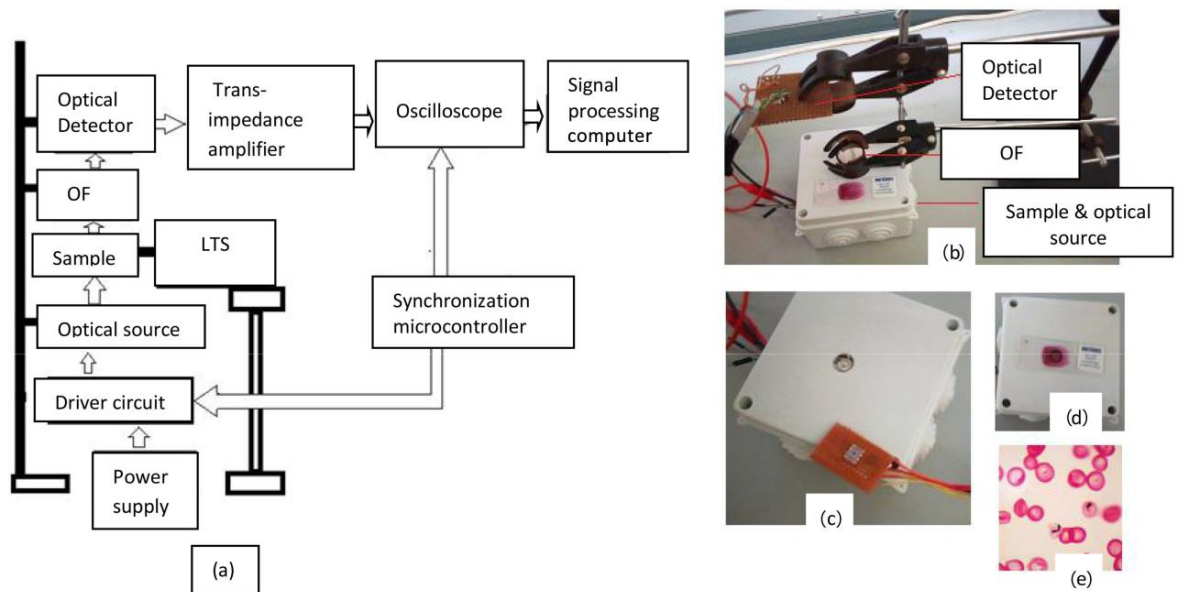 Optical
Detector
Trans-
impedance
amplifier
Oscilloscope
Signal
processing
computer
OF
Sample
LTS
Optical source
Synchronization
microcontroller
Driver circuit
Power
supply
(a)
Optical
Detector
OF
Sample & optical
source
(b)
(c)
(d)
(e)